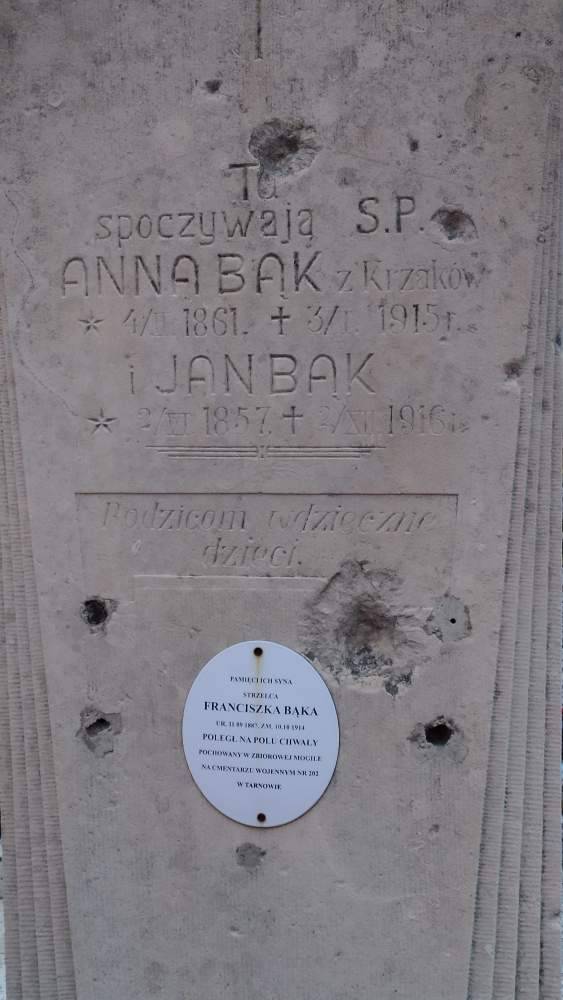 Tu
spoczywają Ś.P.
ANNA BĄK z Krzaków
* 4/II 1861. + 3/I. 1915 r.
i JAN BĄK
* 2/VI 1857. + 2/XII 1916 r.
Rodzicom wdzięczne
dzieci.
PAMIĘCI ICH SYNA
STRZELCA
FRANCISZKA BĄKA
UR. 11 09 1887, ZM. 10.10 1914
POLEGŁ NA POLU CHWAŁY
POCHOWANY W ZBIOROWEJ MOGILE
NA CMENTARZU WOJENNYM NR 202
W TARNOWIE